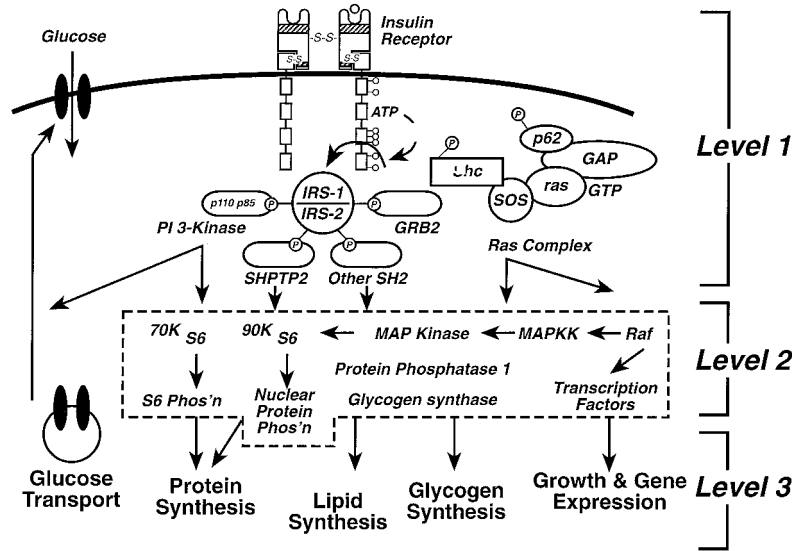 Glucose
Insulin
Receptor
-S-S-
S-S
S-S
ATP
P
P
p62
GAP
Shc
ras
GTP
SOS
Level 1
IRS-1
IRS-2
p110 p85
P
P
GRB2
PI 3-Kinase
P
P
SHPTP2
Other SH2
Ras Complex
70K S6
90K S6
MAP Kinase
MAPKK
Raf
Level 2
Protein Phosphatase 1
S6 Phos'n
Nuclear
Protein
Phos'n
Glycogen synthase
Transcription
Factors
Glucose
Transport
Protein
Synthesis
Lipid
Synthesis
Glycogen
Synthesis
Growth & Gene
Expression
Level 3